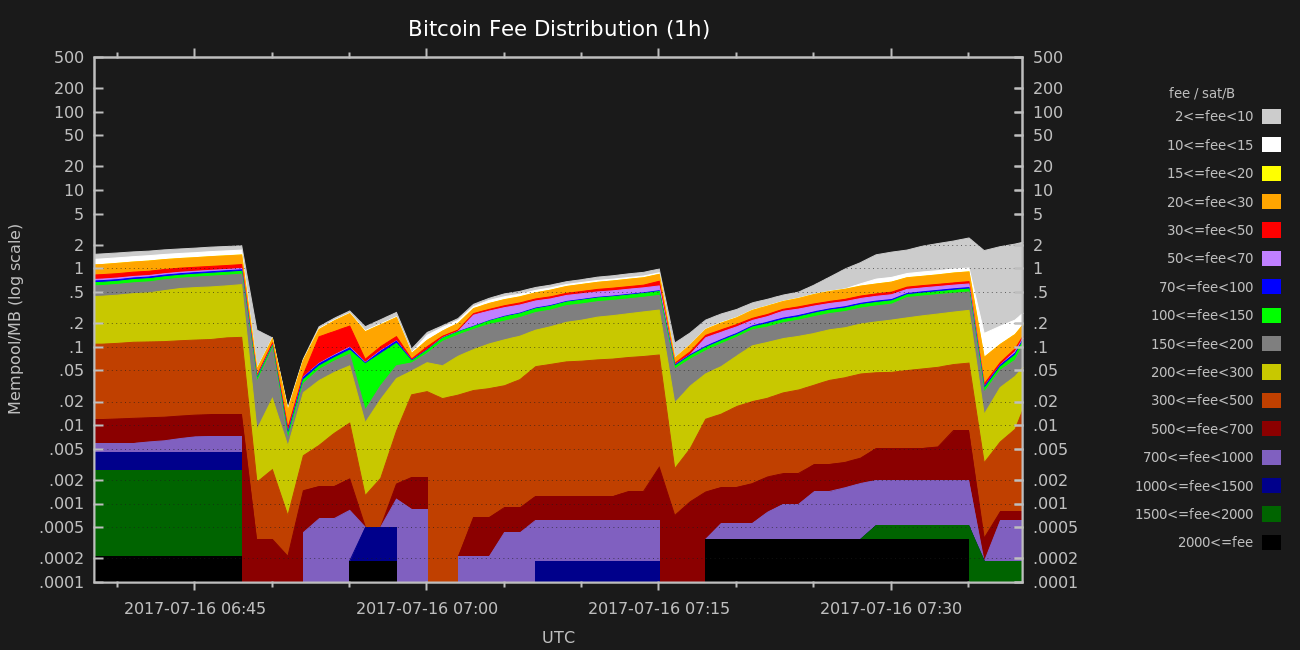 Bitcoin Fee Distribution (1h)
Mempool/MB (log scale)
500
200
100
50
20
10
5
2
1
.5
.2
.1
.05
.02
.01
.005
.002
.001
.0005
.0002
.0001
500
200
100
50
20
10
5
2
1
.5
.2
.1
.05
.02
.01
.005
.002
.001
.0005
.0002
.0001
2017-07-16 06:45
2017-07-16 07:00
2017-07-16 07:15
2017-07-16 07:30
UTC
fee / sat/B
2<=fee<10
10<=fee<15
15<=fee<20
20<=fee<30
30<=fee<50
50<=fee<70
70<=fee<100
100<=fee<150
150<=fee<200
200<=fee<300
300<=fee<500
500<=fee<700
700<=fee<1000
1000<=fee<1500
1500<=fee<2000
2000<=fee